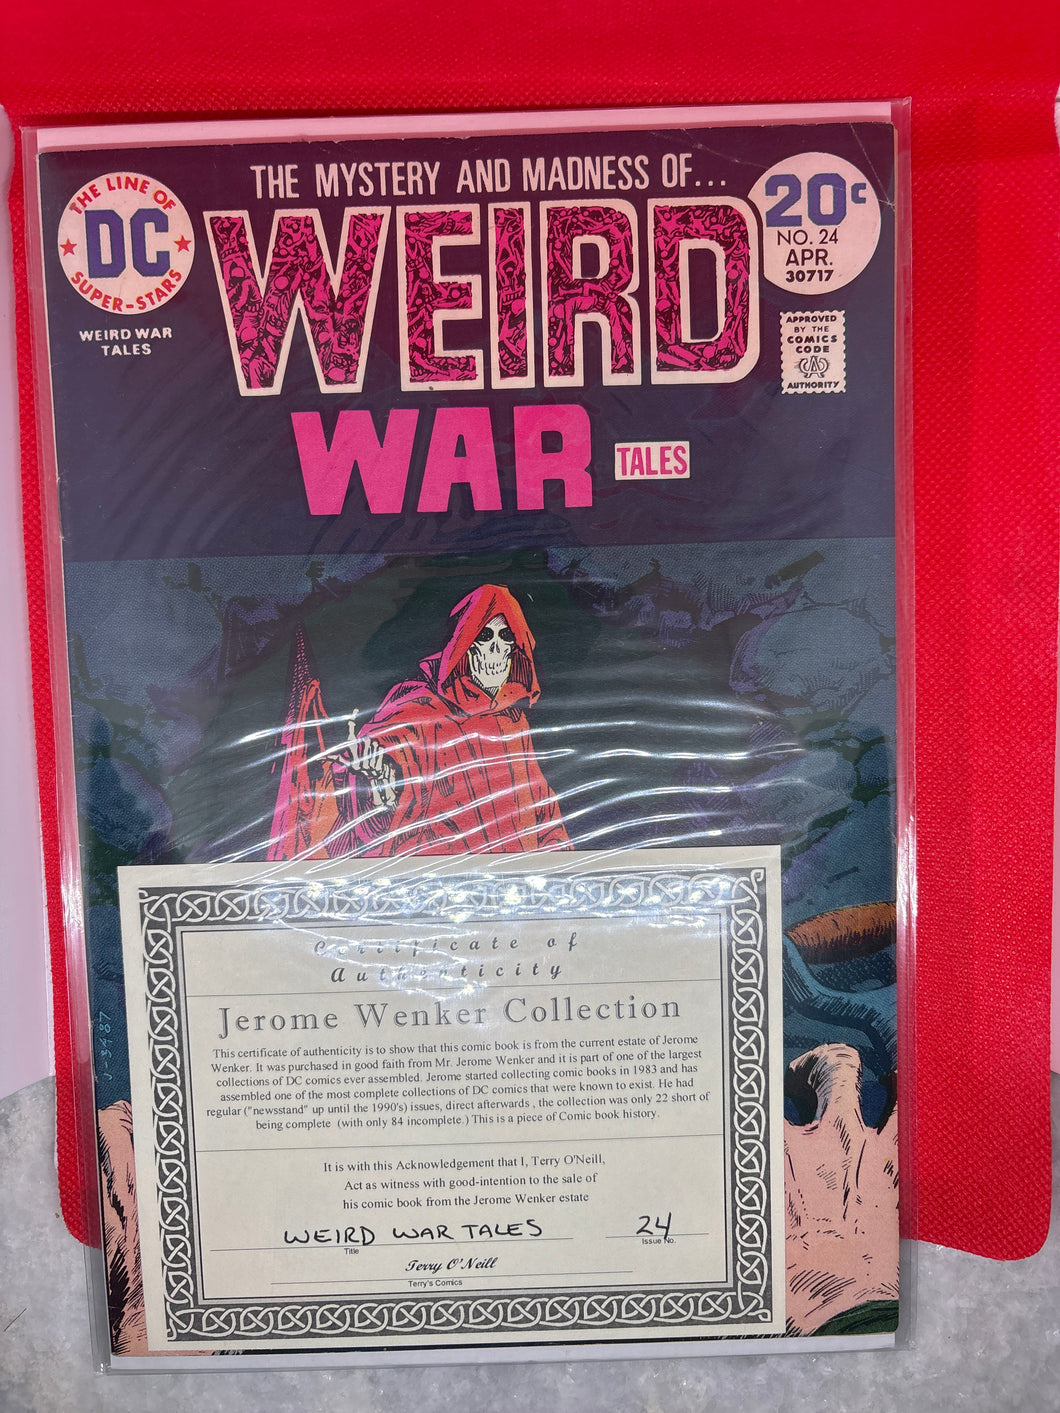 THE MYSTERY AND MADNESS OF...
THE LINE OF
DC
SUPER-STARS
WEIRD WAR
TALES
WEIRD
WAR
TALES
20¢
NO. 24
APR.
30717
APPROVED
BY THE
COMICS
CODE
CA
AUTHORITY
Certificate of
Authenticity
Jerome Wenker Collection
This certificate of authenticity is to show that this comic book is from the current estate of Jerome
Wenker. It was purchased in good faith from Mr. Jerome Wenker and it is part of one of the largest
collections of DC comics ever assembled. Jerome started collecting comic books in 1983 and has
assembled one of the most complete collections of DC comics that were known to exist. He had
regular ("newsstand" up until the 1990's) issues, direct afterwards , the collection was only 22 short of
being complete (with only 84 incomplete.) This is a piece of Comic book history.
It is with this Acknowledgement that I, Terry O'Neill,
Act as witness with good-intention to the sale of
his comic book from the Jerome Wenker estate
WEIRD WAR TALES 24
Title Issue No.
Terry O'Neill
Terry's Comics